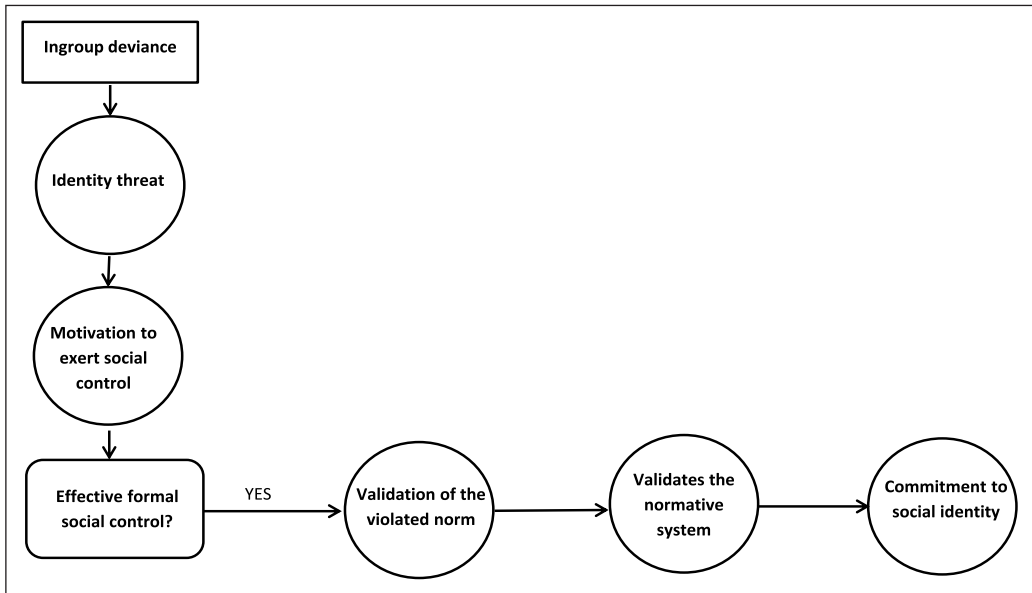 Ingroup deviance
Identity threat
Motivation to
exert social
control
Effective formal
social control?
YES
Validation of the
violated norm
Validates the
normative
system
Commitment to
social identity